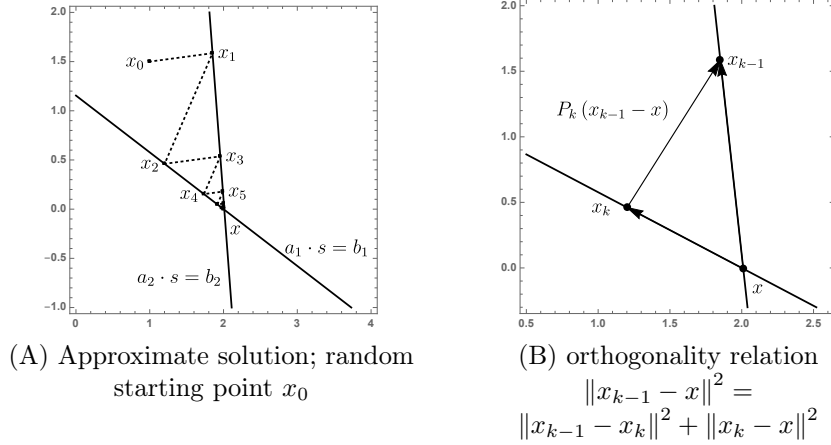 2.0
1.5
1.0
0.5
0.0
−0.5
−1.0
0
1
2
3
4
x₀
x₁
x₂
x₃
x₄
x₅
x
a₁ · s = b₁
a₂ · s = b₂
(A) Approximate solution; random
starting point x₀
2.0
1.5
1.0
0.5
0.0
0.5
1.0
1.5
2.0
2.5
xₖ₋₁
Pₖ (xₖ₋₁ − x)
xₖ
x
(B) orthogonality relation
‖xₖ₋₁ − x‖² =
‖xₖ₋₁ − xₖ‖² + ‖xₖ − x‖²